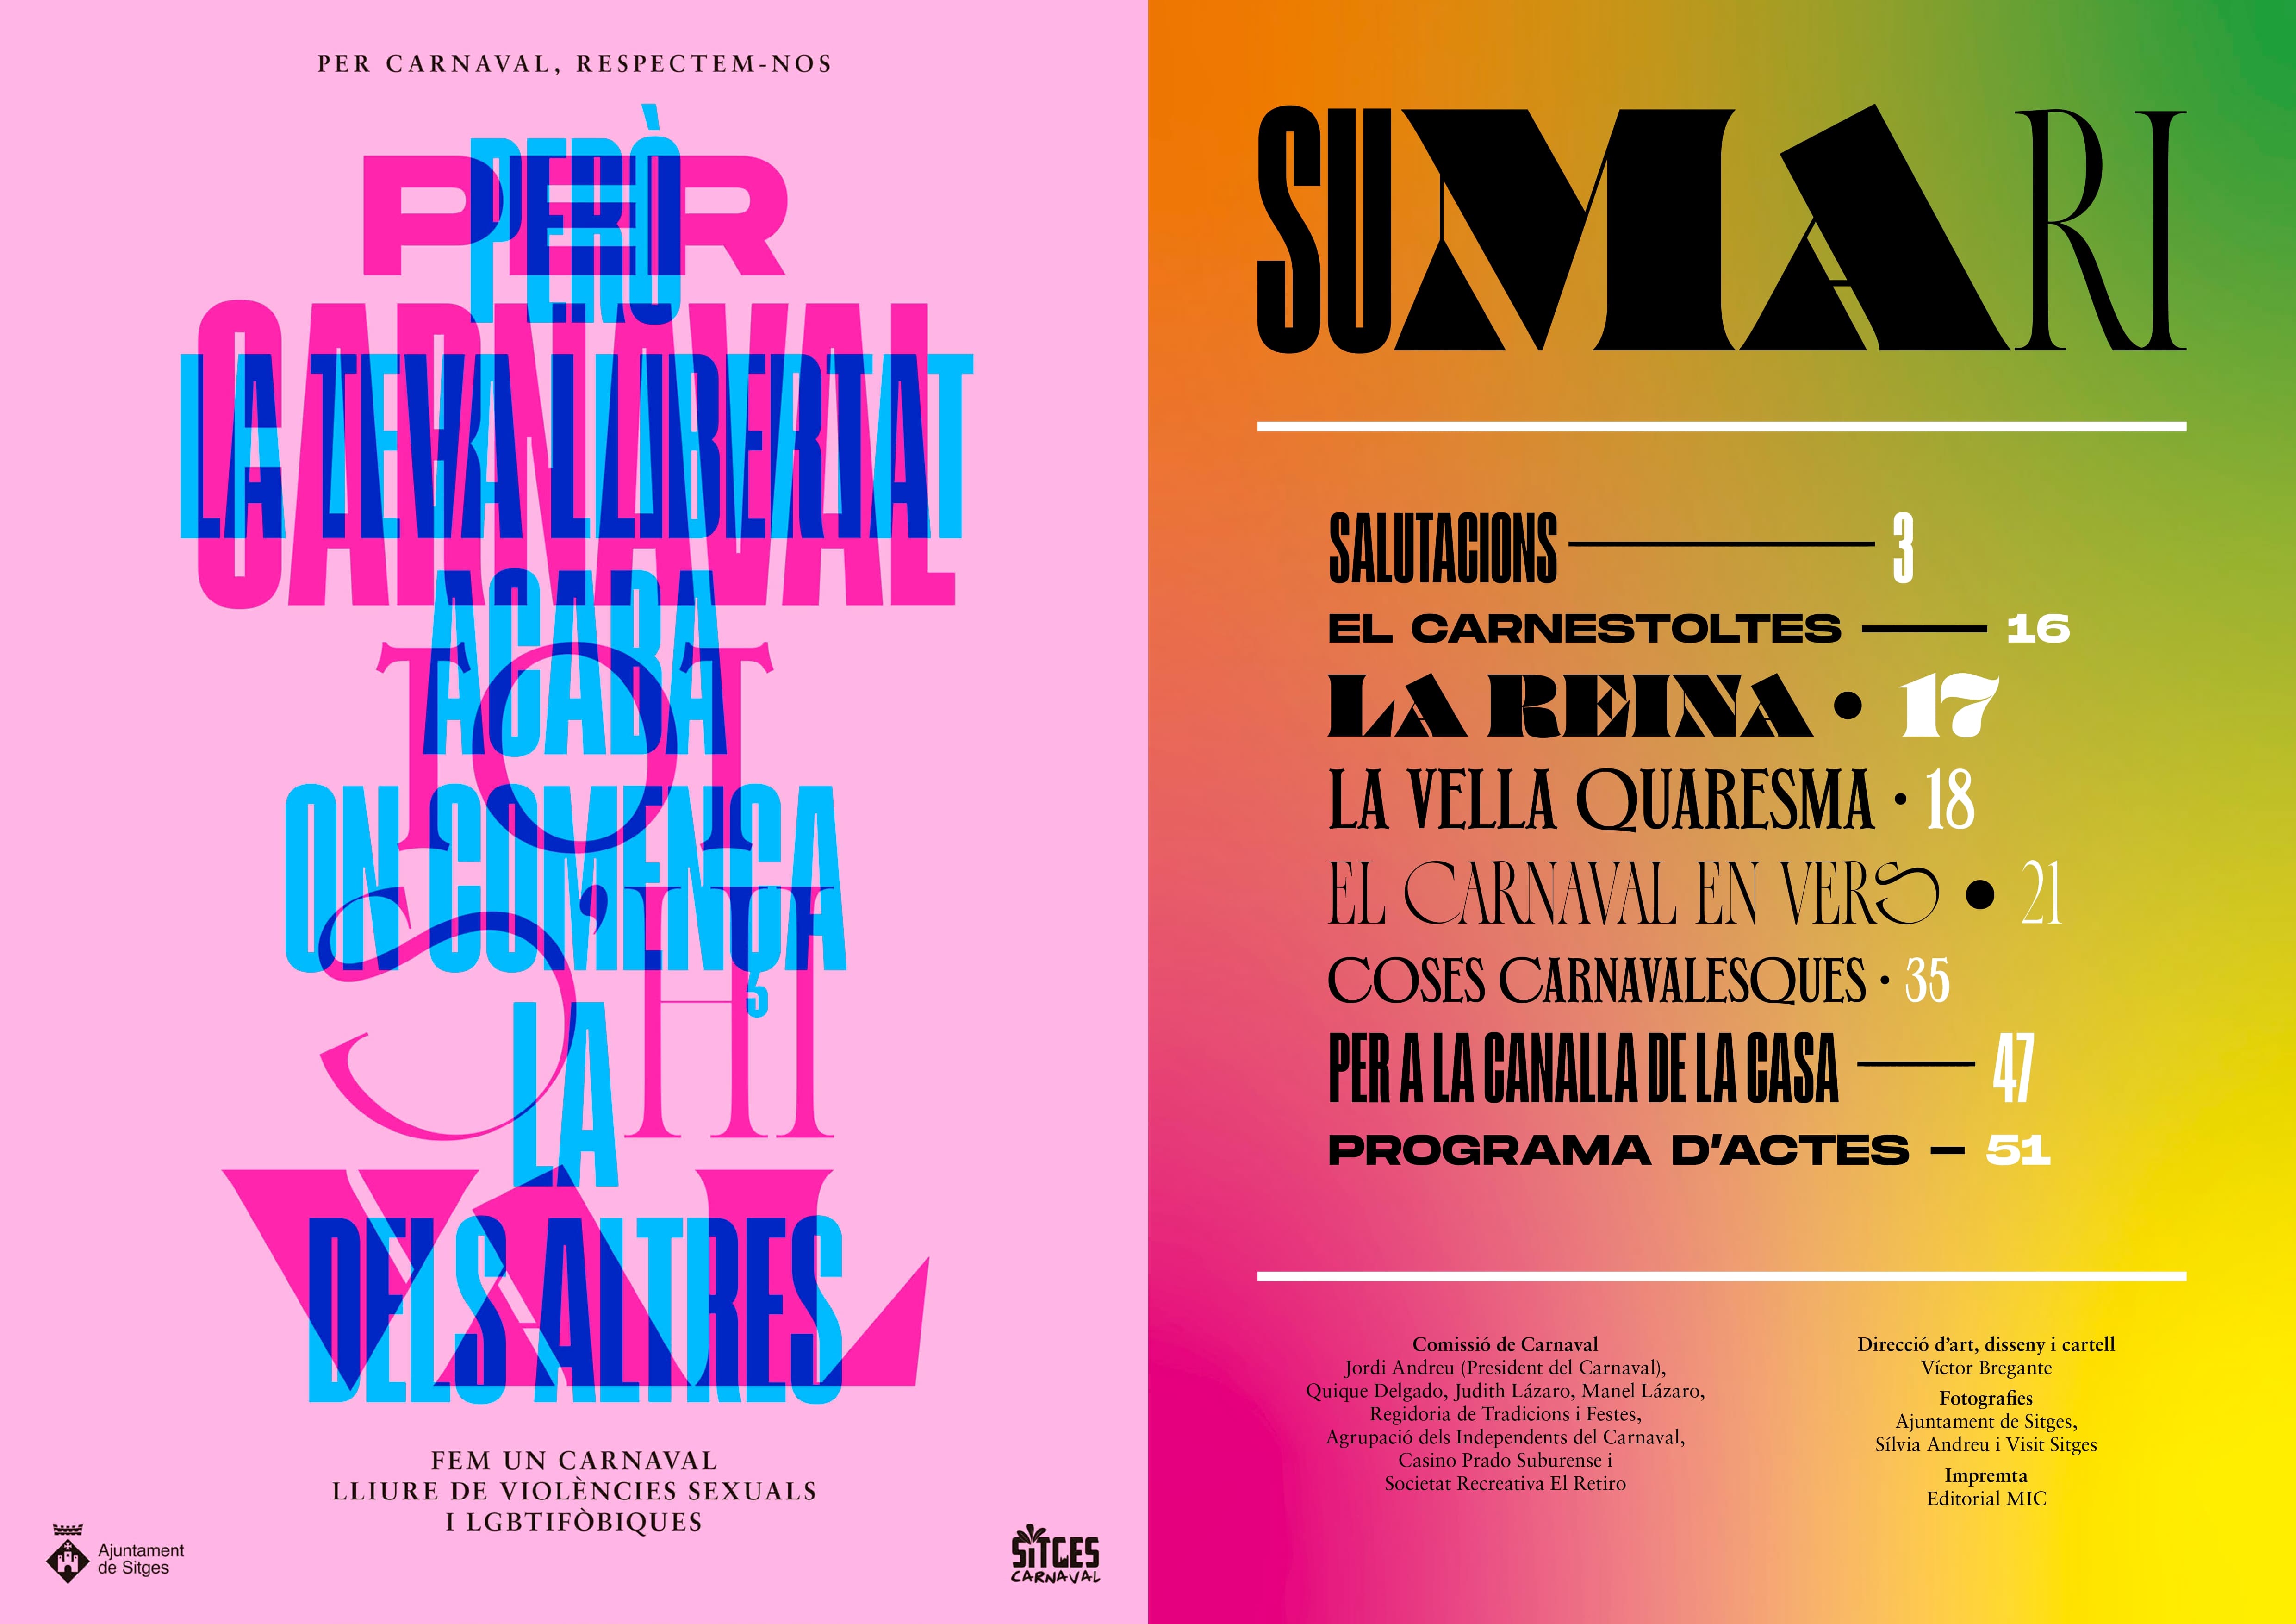 PER CARNAVAL, RESPECTEM-NOS
PER
CARNAVAL
TOT
S'HI
VAL
PERÒ
LA TEVA LLIBERTAT
ACABA
ON COMENÇA
LA
DELS ALTRES
FEM UN CARNAVAL
LLIURE DE VIOLÈNCIES SEXUALS
I LGBTIFÒBIQUES
Ajuntament
de Sitges
SITGES
CARNAVAL
SUMARI
SALUTACIONS 3
EL CARNESTOLTES 16
LA REINA • 17
LA VELLA QUARESMA · 18
EL CARNAVAL EN VERS • 21
COSES CARNAVALESQUES · 35
PER A LA CANALLA DE LA CASA 47
PROGRAMA D'ACTES – 51
Comissió de Carnaval
Jordi Andreu (President del Carnaval),
Quique Delgado, Judith Lázaro, Manel Lázaro,
Regidoria de Tradicions i Festes,
Agrupació dels Independents del Carnaval,
Casino Prado Suburense i
Societat Recreativa El Retiro
Direcció d'art, disseny i cartell
Víctor Bregante
Fotografies
Ajuntament de Sitges,
Sílvia Andreu i Visit Sitges
Impremta
Editorial MIC